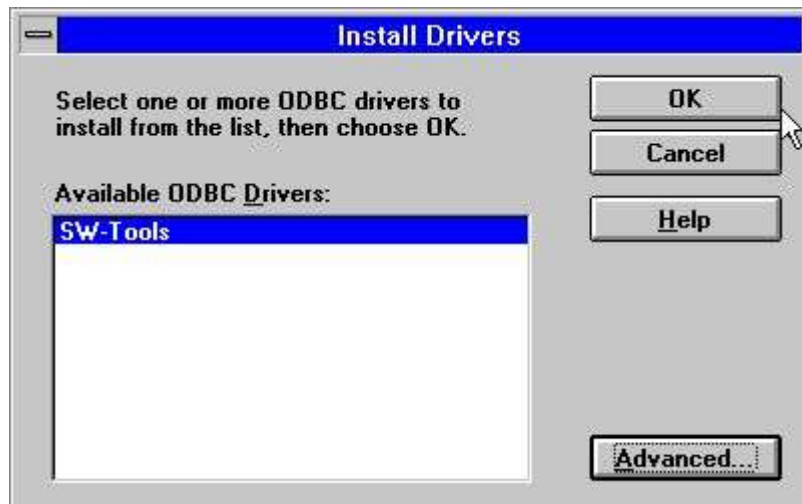 Install Drivers
Select one or more ODBC drivers to
install from the list, then choose OK.
OK
Cancel
Help
Available ODBC Drivers:
SW-Tools
Advanced...